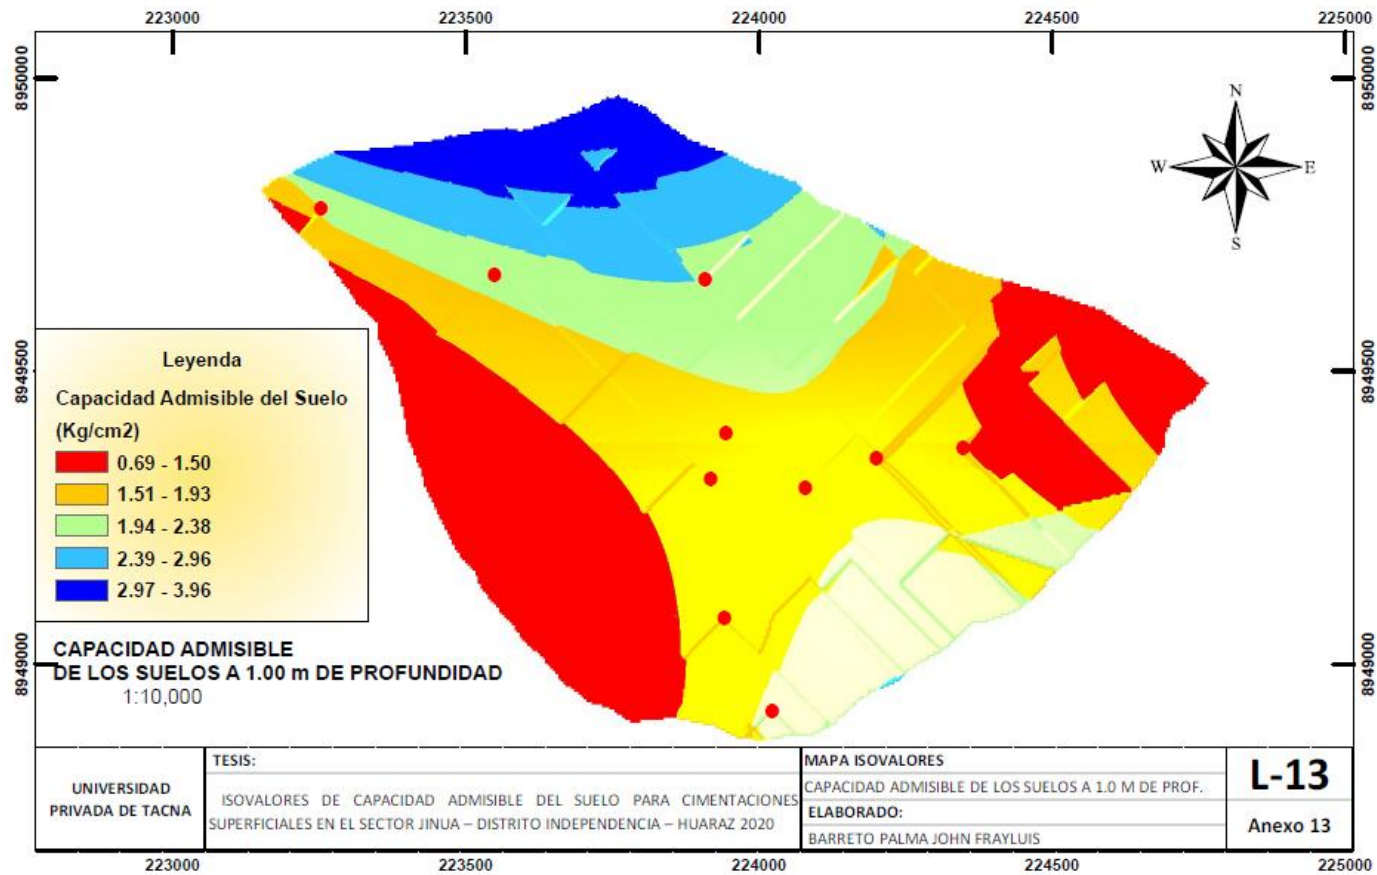 223000
223500
224000
224500
225000
8950000
8950000
N
W
E
S
8949500
8949500
Leyenda
Capacidad Admisible del Suelo
(Kg/cm2)
0.69 - 1.50
1.51 - 1.93
1.94 - 2.38
2.39 - 2.96
2.97 - 3.96
8949000
8949000
CAPACIDAD ADMISIBLE
DE LOS SUELOS A 1.00 m DE PROFUNDIDAD
1:10,000
UNIVERSIDAD
PRIVADA DE TACNA
TESIS:
ISOVALORES DE CAPACIDAD ADMISIBLE DEL SUELO PARA CIMENTACIONES
SUPERFICIALES EN EL SECTOR JINUA – DISTRITO INDEPENDENCIA – HUARAZ 2020
MAPA ISOVALORES
CAPACIDAD ADMISIBLE DE LOS SUELOS A 1.0 M DE PROF.
ELABORADO:
BARRETO PALMA JOHN FRAYLUIS
L-13
Anexo 13
223000
223500
224000
224500
225000